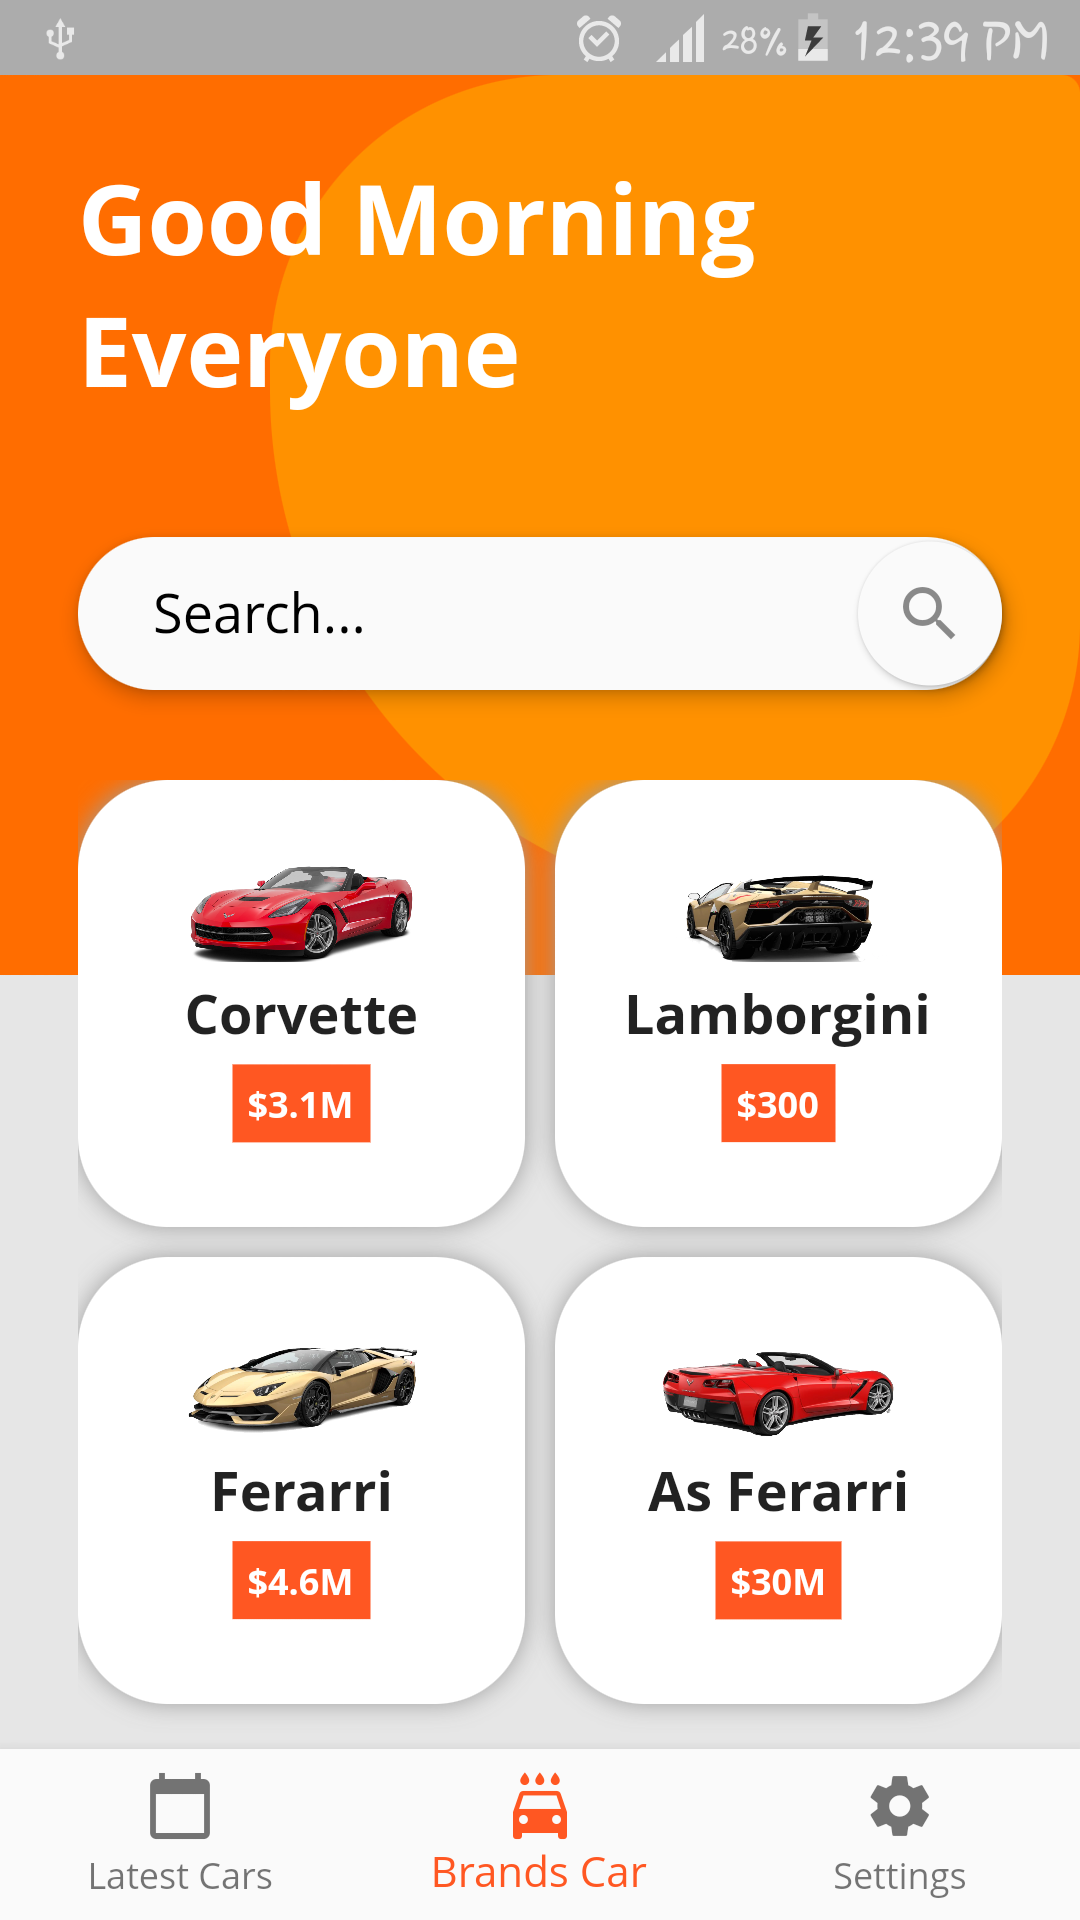 28% 12:39 PM
Good Morning
Everyone
Search...
Corvette
$3.1M
Lamborgini
$300
Ferarri
$4.6M
As Ferarri
$30M
Latest Cars
Brands Car
Settings